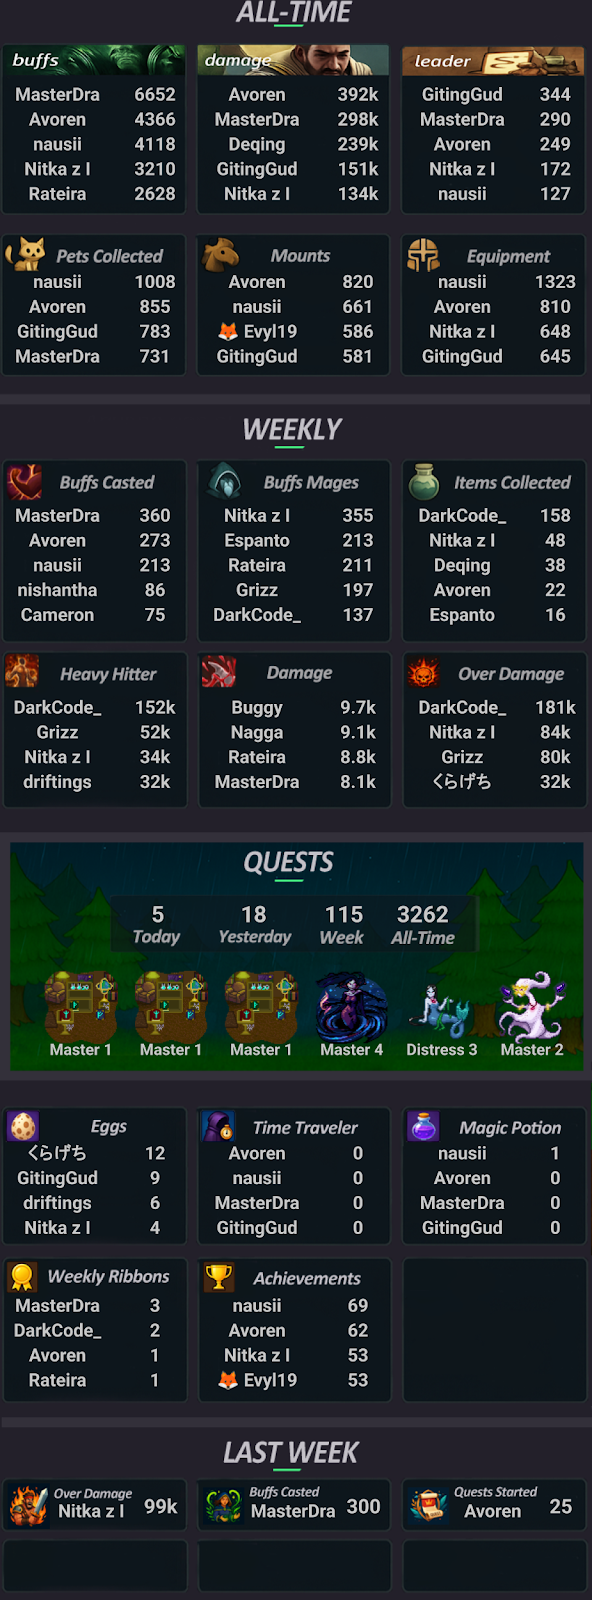 ALL-TIME
buffs
MasterDra 6652
Avoren 4366
nausii 4118
Nitka z I 3210
Rateira 2628
damage
Avoren 392k
MasterDra 298k
Deqing 239k
GitingGud 151k
Nitka z I 134k
leader
GitingGud 344
MasterDra 290
Avoren 249
Nitka z I 172
nausii 127
Pets Collected
nausii 1008
Avoren 855
GitingGud 783
MasterDra 731
Mounts
Avoren 820
nausii 661
🦊 Evyl19 586
GitingGud 581
Equipment
nausii 1323
Avoren 810
Nitka z I 648
GitingGud 645
WEEKLY
Buffs Casted
MasterDra 360
Avoren 273
nausii 213
nishantha 86
Cameron 75
Buffs Mages
Nitka z I 355
Espanto 213
Rateira 211
Grizz 197
DarkCode_ 137
Items Collected
DarkCode_ 158
Nitka z I 48
Deqing 38
Avoren 22
Espanto 16
Heavy Hitter
DarkCode_ 152k
Grizz 52k
Nitka z I 34k
driftings 32k
Damage
Buggy 9.7k
Nagga 9.1k
Rateira 8.8k
MasterDra 8.1k
Over Damage
DarkCode_ 181k
Nitka z I 84k
Grizz 80k
くらげち 32k
QUESTS
5 18 115 3262
Today Yesterday Week All-Time
Master 1 Master 1 Master 1 Master 4 Distress 3 Master 2
Eggs
くらげち 12
GitingGud 9
driftings 6
Nitka z I 4
Time Traveler
Avoren 0
nausii 0
MasterDra 0
GitingGud 0
Magic Potion
nausii 1
Avoren 0
MasterDra 0
GitingGud 0
Weekly Ribbons
MasterDra 3
DarkCode_ 2
Avoren 1
Rateira 1
Achievements
nausii 69
Avoren 62
Nitka z I 53
🦊 Evyl19 53
LAST WEEK
Over Damage
Nitka z I 99k
Buffs Casted
MasterDra 300
Quests Started
Avoren 25